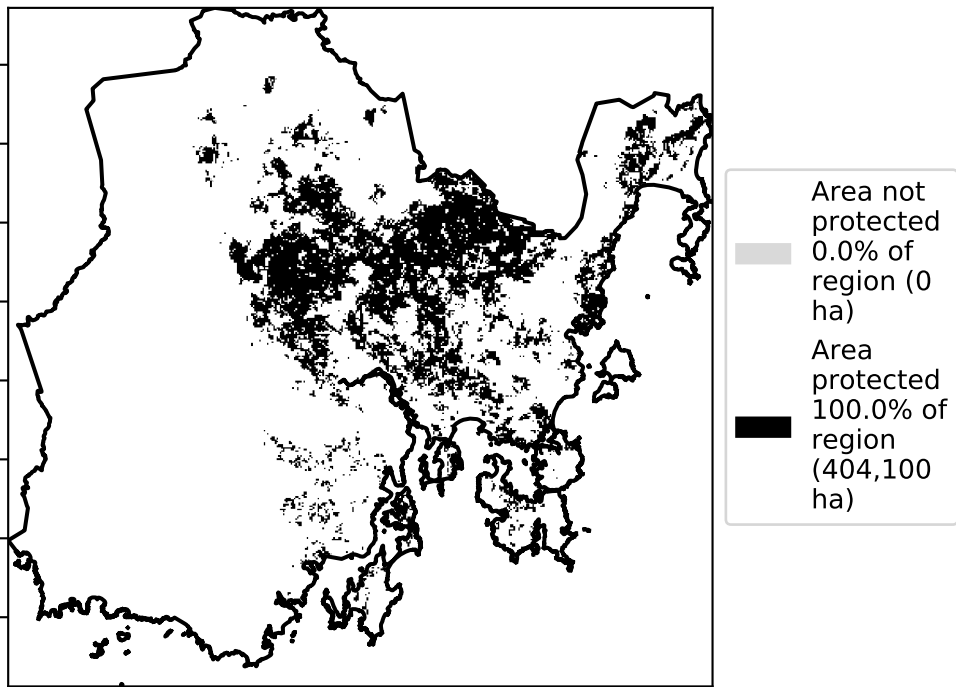 Area not
protected
0.0% of
region (0
ha)
Area
protected
100.0% of
region
(404,100
ha)